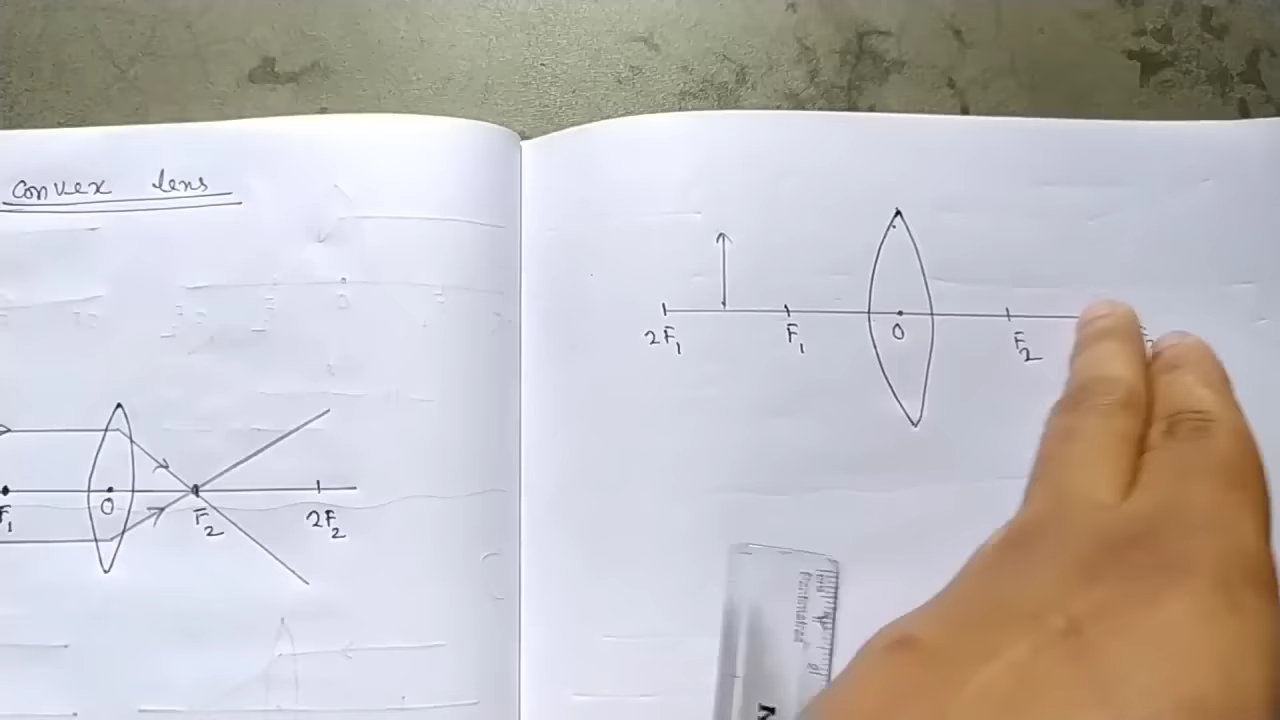 Convex lens
F₁ O F₂ 2F₂
2F₁ F₁ O F₂